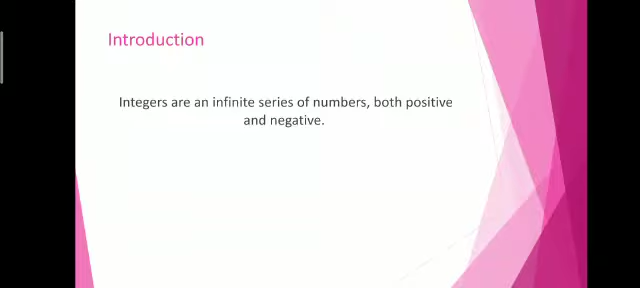 Introduction
Integers are an infinite series of numbers, both positive
and negative.